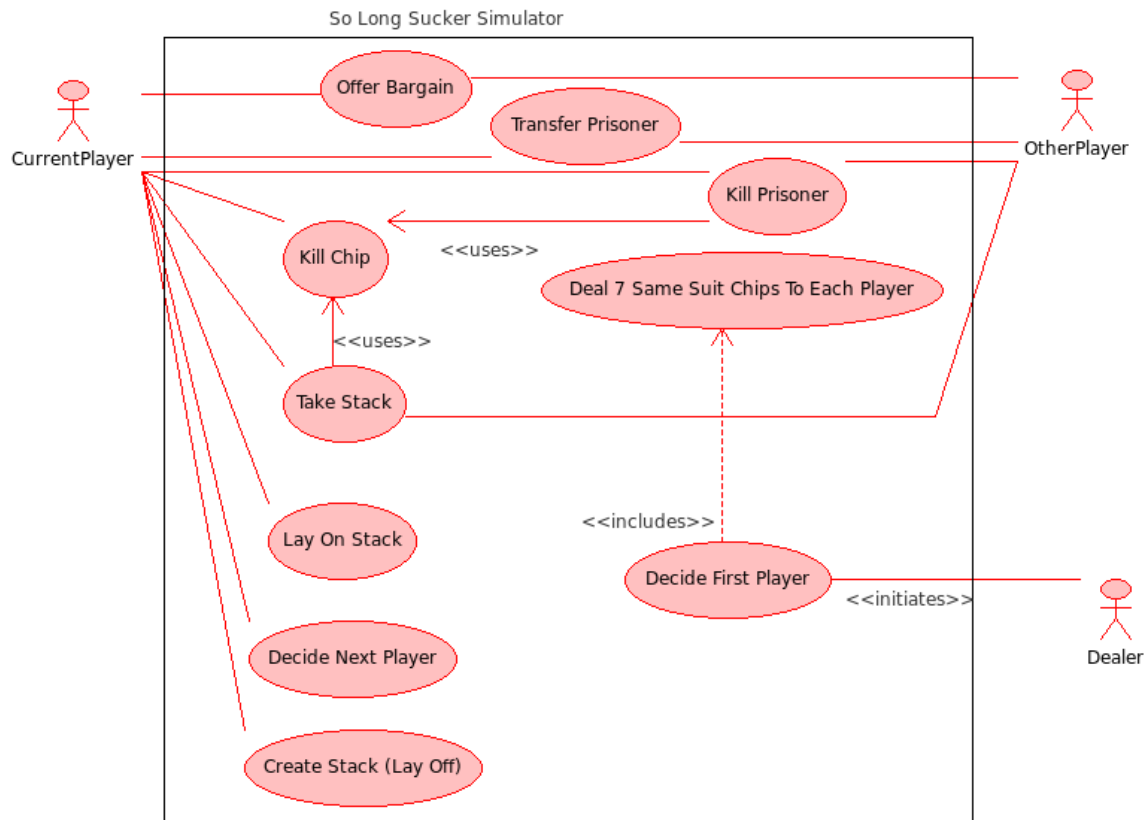 So Long Sucker Simulator
Offer Bargain
Transfer Prisoner
CurrentPlayer
OtherPlayer
Kill Prisoner
Kill Chip
<<uses>>
Deal 7 Same Suit Chips To Each Player
<<uses>>
Take Stack
<<includes>>
Lay On Stack
Decide First Player
<<initiates>>
Decide Next Player
Dealer
Create Stack (Lay Off)